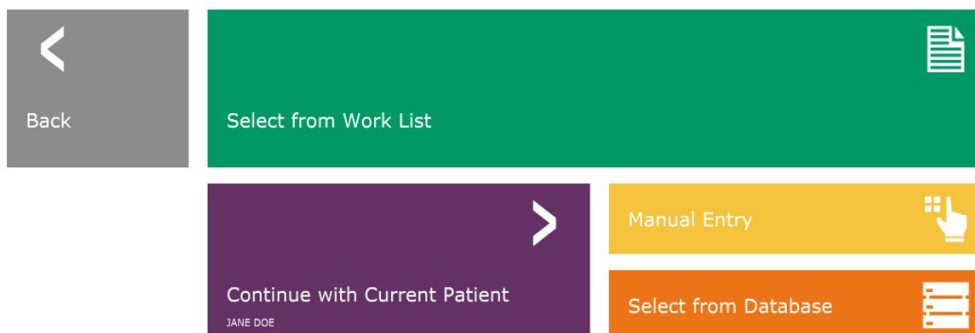 Back
Select from Work List
Manual Entry
Continue with Current Patient
JANE DOE
Select from Database